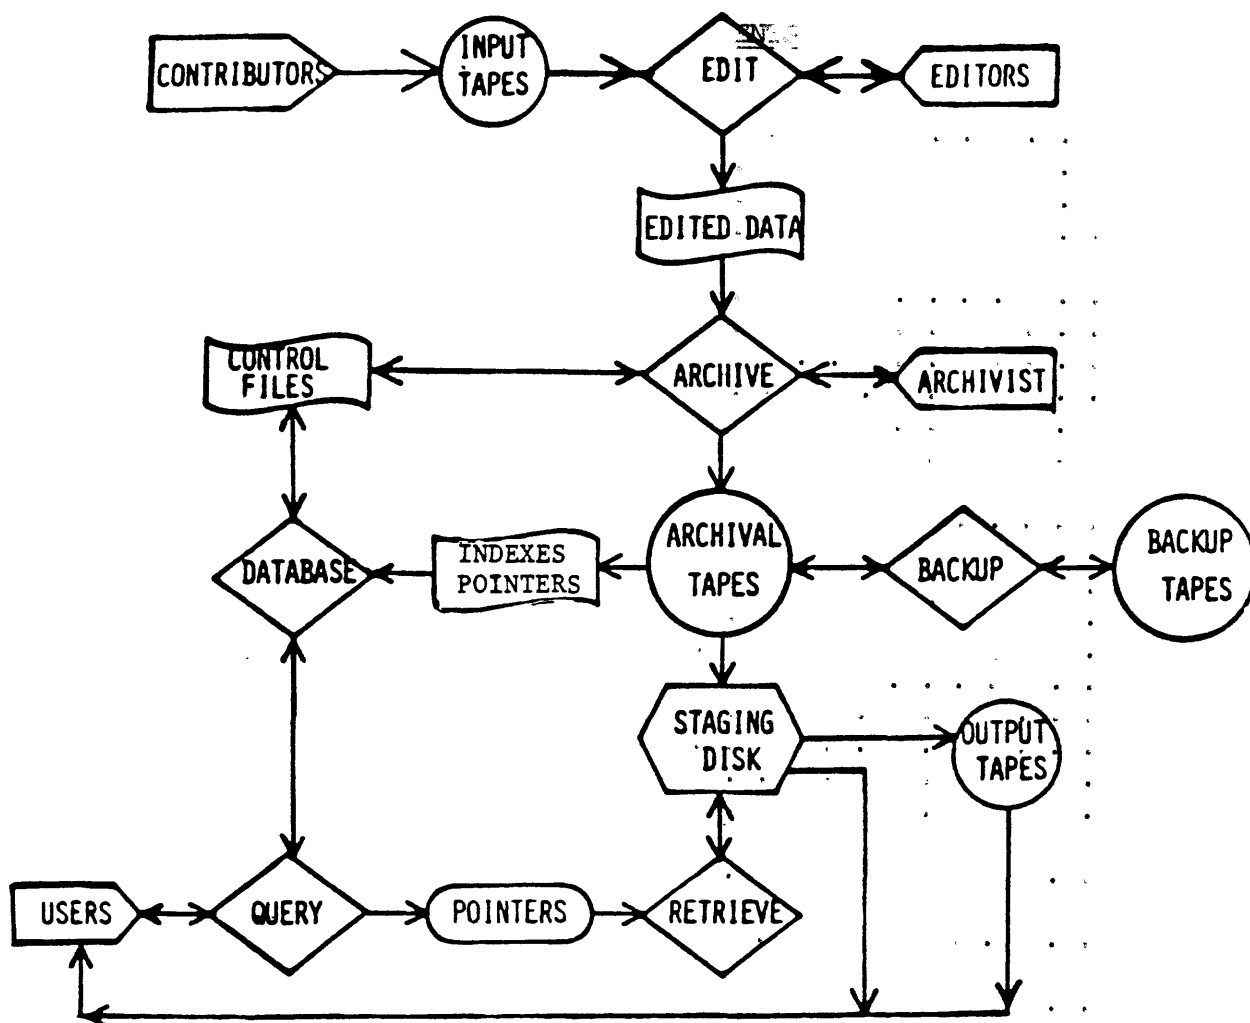 CONTRIBUTORS
INPUT
TAPES
EDIT
EDITORS
EDITED DATA
CONTROL
FILES
ARCHIVE
ARCHIVIST
DATABASE
INDEXES
POINTERS
ARCHIVAL
TAPES
BACKUP
BACKUP
TAPES
STAGING
DISK
OUTPUT
TAPES
USERS
QUERY
POINTERS
RETRIEVE